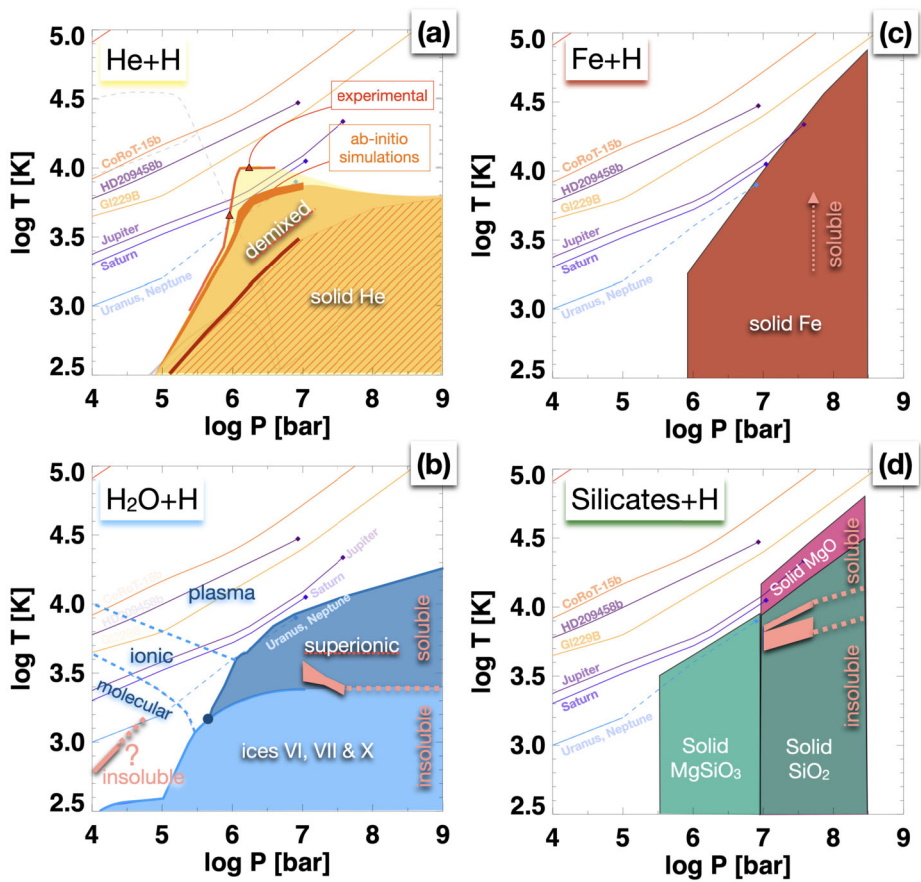 (a)
He+H
experimental
ab-initio
simulations
CoRoT-15b
HD209458b
Gl229B
Jupiter
Saturn
Uranus, Neptune
demixed
solid He
log T [K]
5.0
4.5
4.0
3.5
3.0
2.5
4 5 6 7 8 9
log P [bar]
(c)
Fe+H
CoRoT-15b
HD209458b
Gl229B
Jupiter
Saturn
Uranus, Neptune
soluble
solid Fe
log T [K]
5.0
4.5
4.0
3.5
3.0
2.5
4 5 6 7 8 9
log P [bar]
(b)
H₂O+H
CoRoT-15b
HD209458b
Gl229B
plasma
Jupiter
Saturn
Uranus, Neptune
ionic
molecular
superionic
soluble
insoluble
?
insoluble
ices VI, VII & X
log T [K]
5.0
4.5
4.0
3.5
3.0
2.5
4 5 6 7 8 9
log P [bar]
(d)
Silicates+H
CoRoT-15b
HD209458b
Gl229B
Jupiter
Saturn
Uranus, Neptune
Solid MgO
soluble
insoluble
Solid
MgSiO₃
Solid
SiO₂
log T [K]
5.0
4.5
4.0
3.5
3.0
2.5
4 5 6 7 8 9
log P [bar]